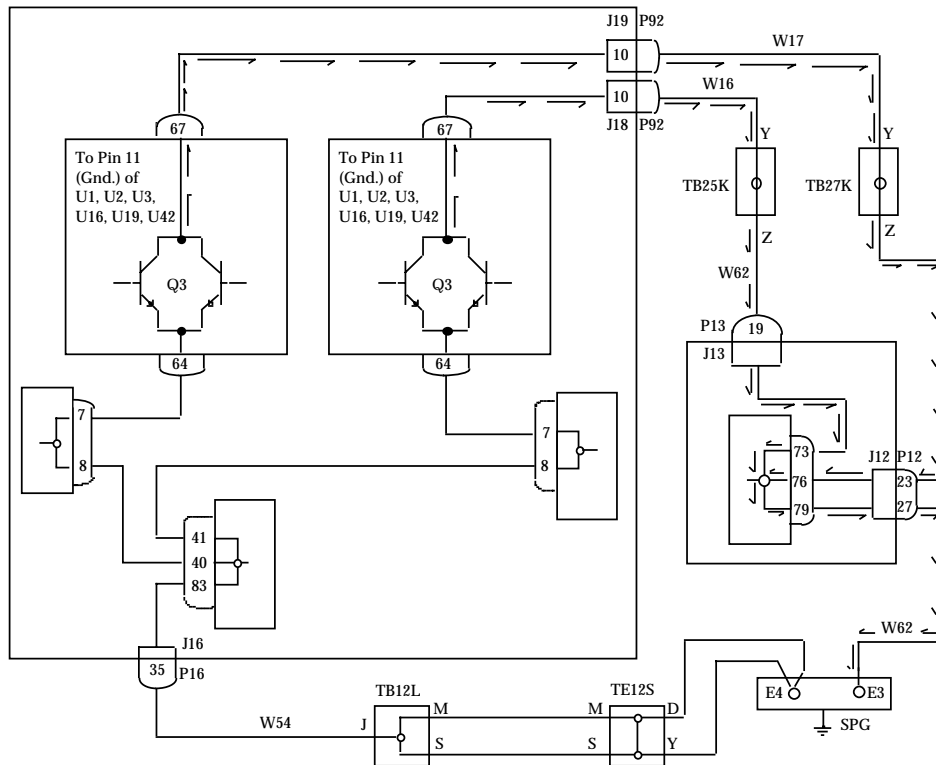 J19 P92
10
W17
W16
10
J18 P92
67
67
Y
Y
To Pin 11
(Gnd.) of
U1, U2, U3,
U16, U19, U42
To Pin 11
(Gnd.) of
U1, U2, U3,
U16, U19, U42
TB25K
TB27K
Z
Z
Q3
Q3
W62
P13
19
J13
64
64
7
8
7
8
73
76
79
J12 P12
23
27
41
40
83
J16
35
P16
W62
TB12L
TE12S
E4
E3
M
M
D
W54
J
SPG
S
S
Y